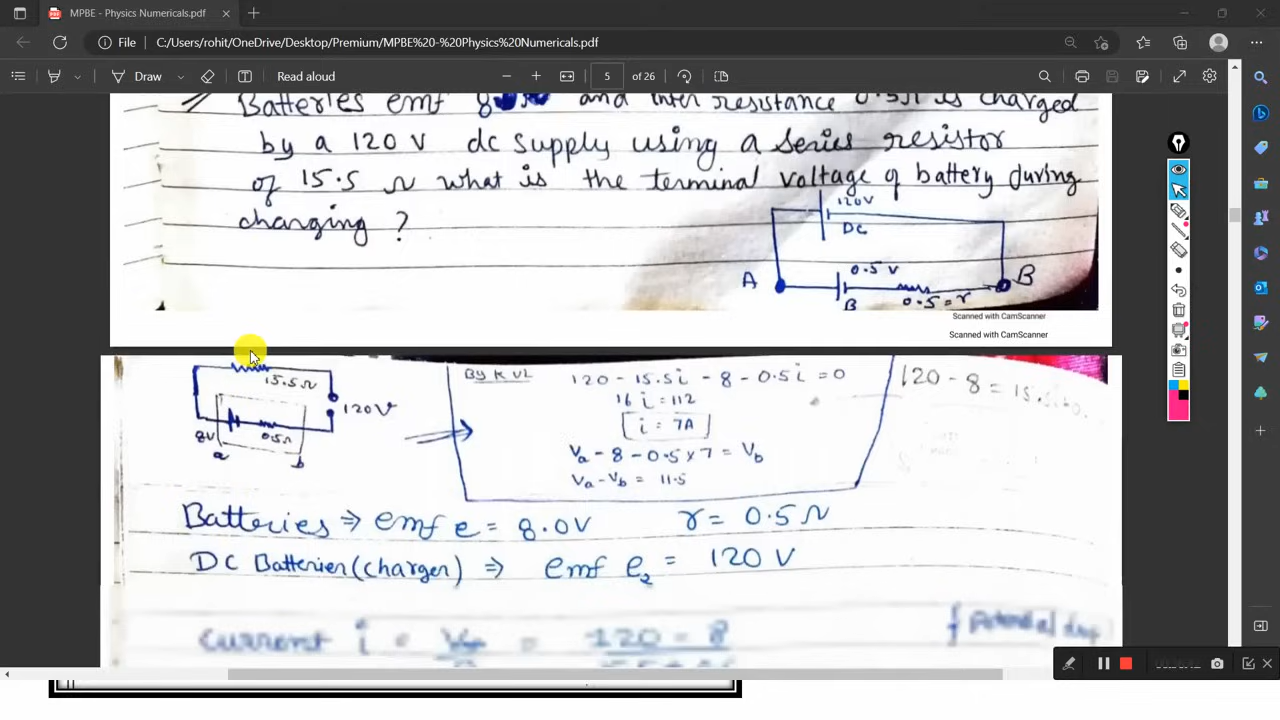 MPBE - Physics Numericals.pdf
File C:/Users/rohit/OneDrive/Desktop/Premium/MPBE%20-%20Physics%20Numericals.pdf
Draw Read aloud 5 of 26
Batteries emf 8 and inter resistance 0.5Ω is charged
by a 120 V dc supply using a series resistor
of 15.5 Ω what is the terminal voltage of battery during
charging ?
120V
DC
A 0.5 V B
B 0.5=r
Scanned with CamScanner
Scanned with CamScanner
15.5Ω
120V
8V 0.5Ω
a b
By KVL
120 - 15.5i - 8 - 0.5i = 0
16 i = 112
i = 7A
Va - 8 - 0.5×7 = Vb
Va - Vb = 11.5
120 - 8 =
Batteries ⇒ emf e = 8.0V r = 0.5Ω
DC Batterien(charger) ⇒ emf e2 = 120 V
Current i = = 120 - 8